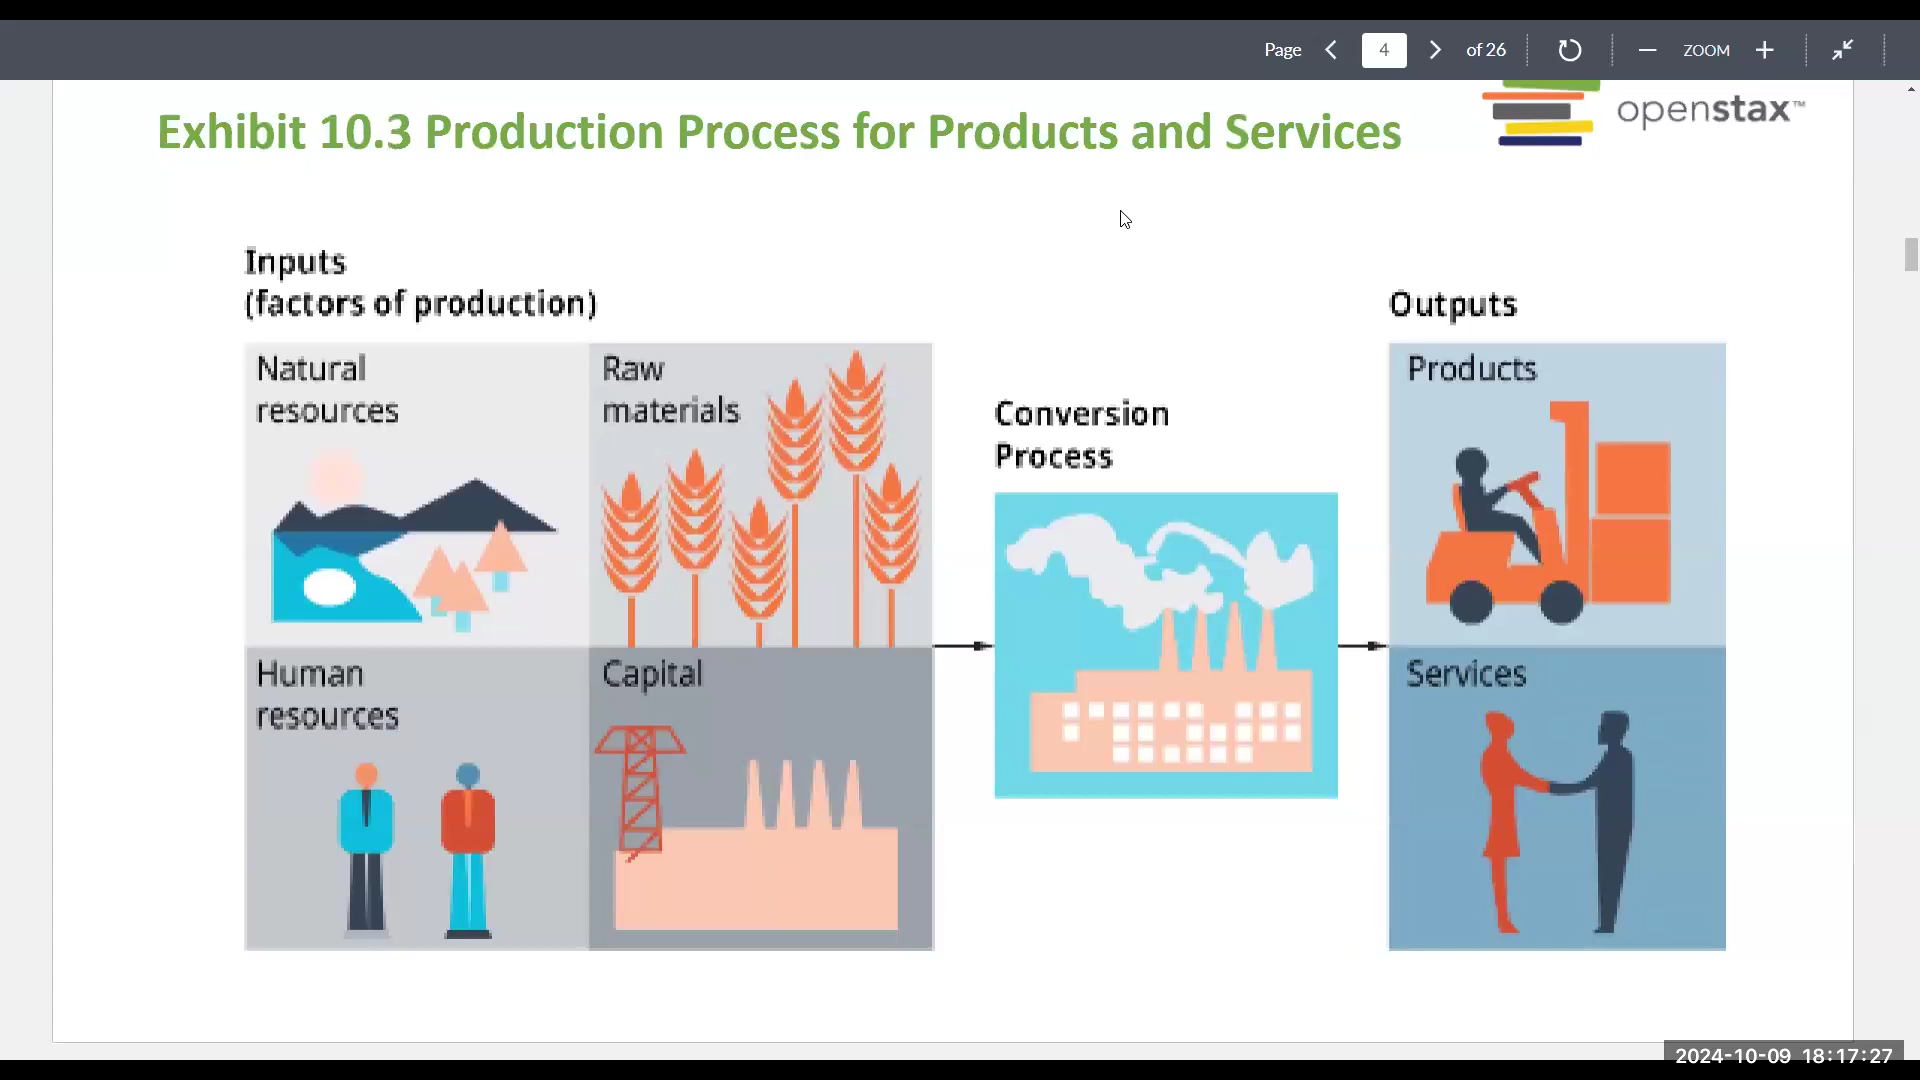 Page 4 of 26 ZOOM
Exhibit 10.3 Production Process for Products and Services
openstax™
Inputs
(factors of production)
Natural
resources
Raw
materials
Human
resources
Capital
Conversion
Process
Outputs
Products
Services
2024-10-09 18:17:27